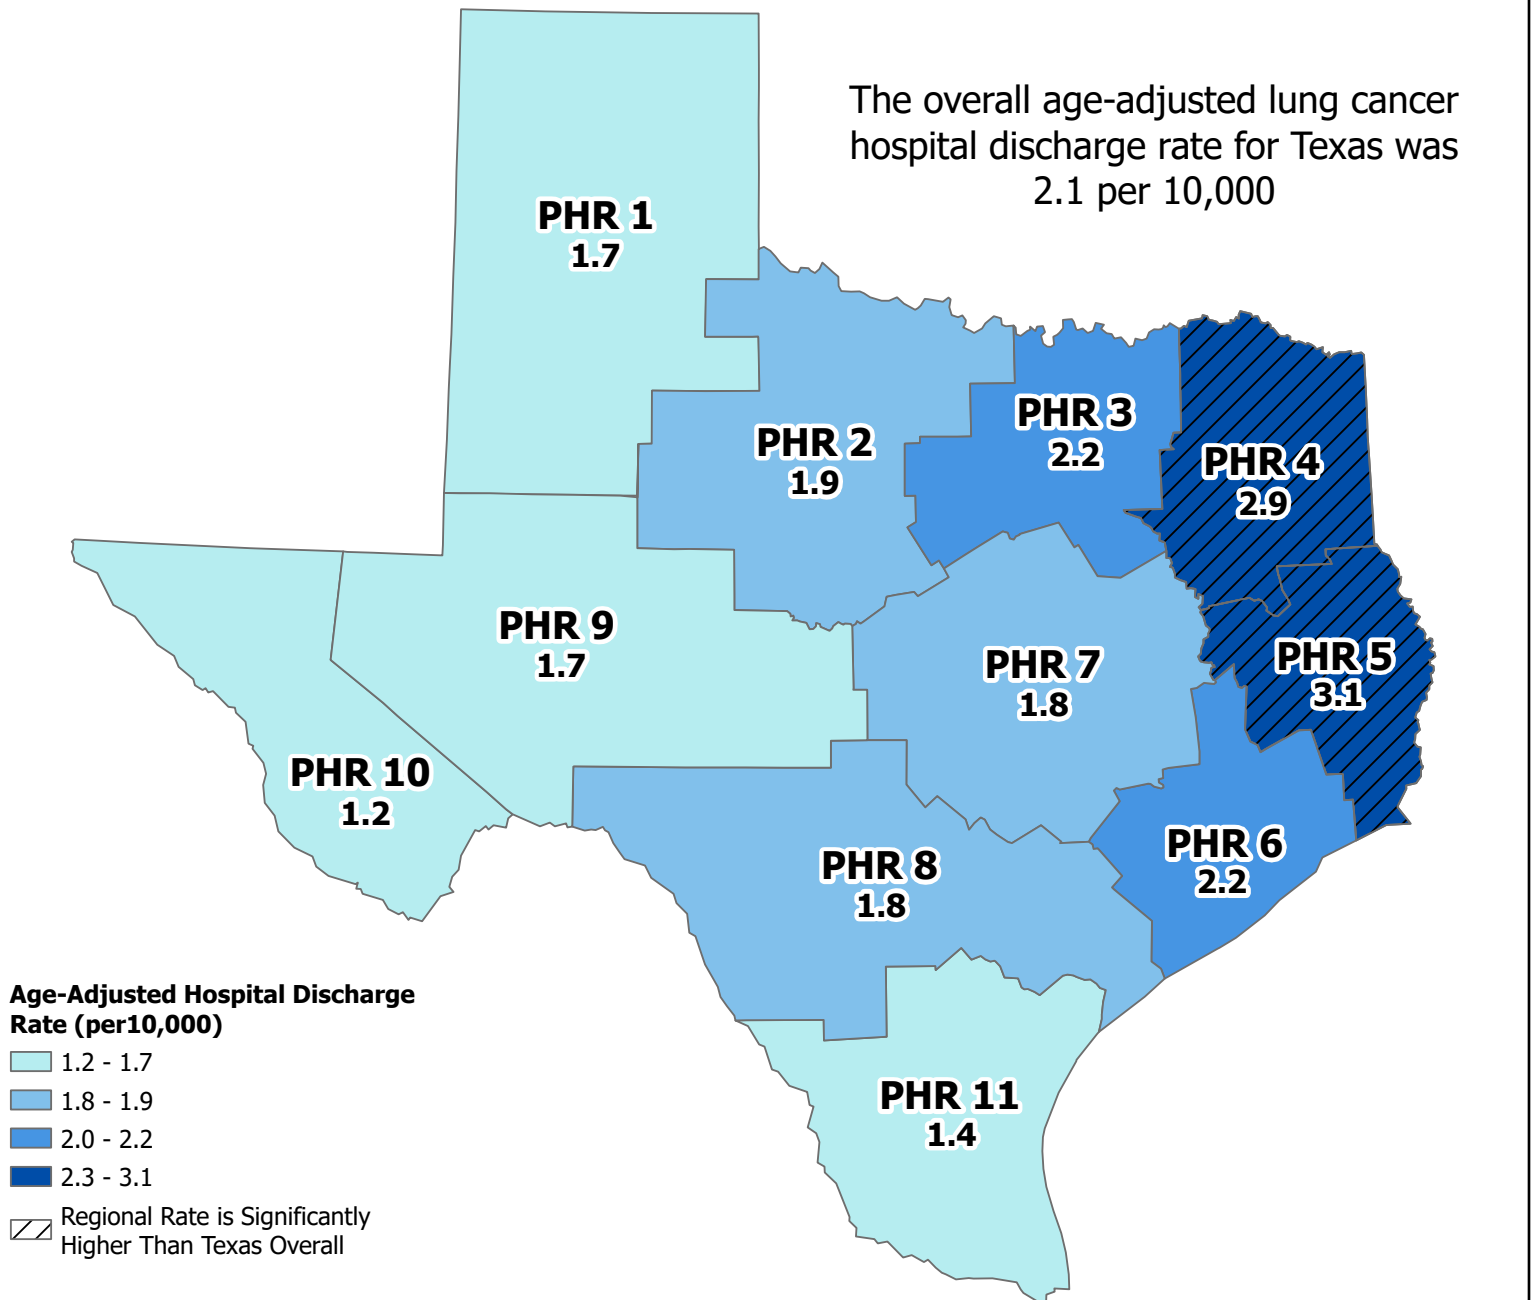 The overall age-adjusted lung cancer
hospital discharge rate for Texas was
2.1 per 10,000
PHR 1
1.7
PHR 2
1.9
PHR 3
2.2
PHR 4
2.9
PHR 9
1.7
PHR 7
1.8
PHR 5
3.1
PHR 10
1.2
PHR 8
1.8
PHR 6
2.2
PHR 11
1.4
Age-Adjusted Hospital Discharge
Rate (per10,000)
1.2 - 1.7
1.8 - 1.9
2.0 - 2.2
2.3 - 3.1
Regional Rate is Significantly
Higher Than Texas Overall